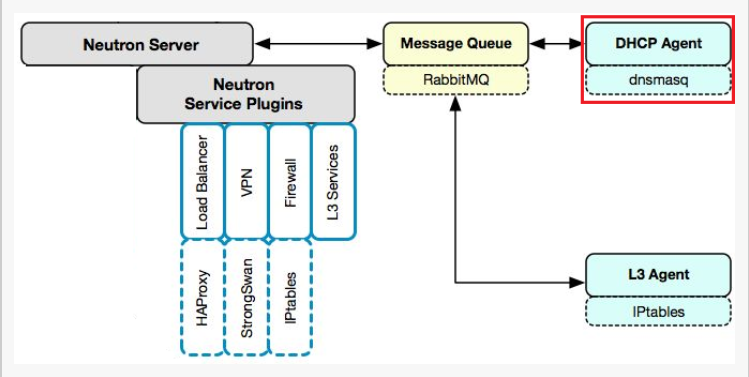 Neutron Server
Message Queue
DHCP Agent
RabbitMQ
dnsmasq
Neutron
Service Plugins
Load Balancer
VPN
Firewall
L3 Services
HAProxy
StrongSwan
IPtables
L3 Agent
IPtables